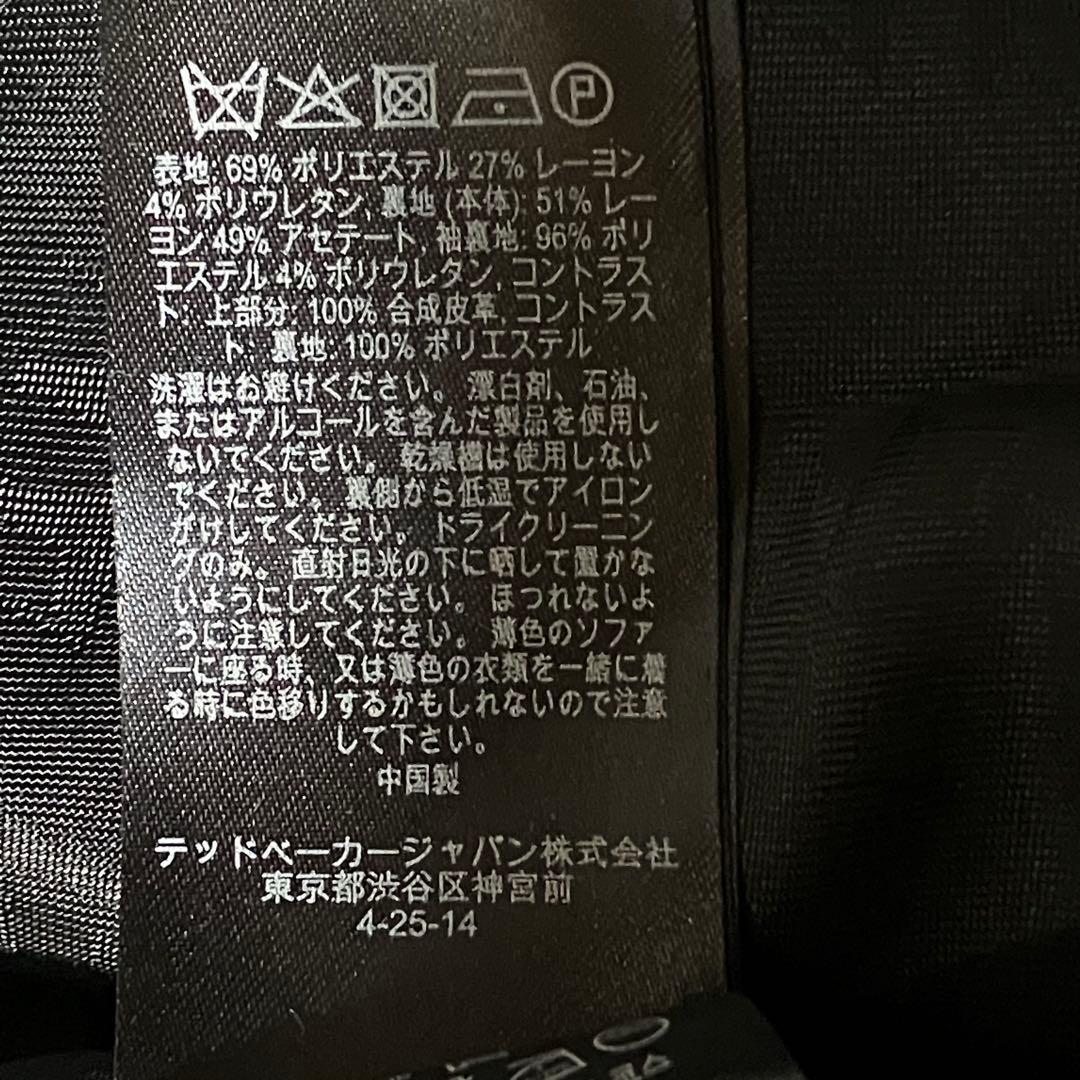 表地: 69% ポリエステル 27% レーヨン
4% ポリウレタン, 裏地 (本体): 51% レー
ヨン 49% アセテート, 袖裏地: 96% ポリ
エステル 4% ポリウレタン, コントラス
ト: 上部分: 100% 合成皮革, コントラス
ト: 裏地: 100% ポリエステル
洗濯はお避けください。漂白剤、石油、
またはアルコールを含んだ製品を使用し
ないでください。乾燥機は使用しない
でください。裏側から低温でアイロン
がけしてください。ドライクリーニン
グのみ。直射日光の下に晒して置かな
いようにしてください。ほつれないよ
うに注意してください。薄色のソファ
ーに座る時、又は薄色の衣類を一緒に着
る時に色移りするかもしれないので注意
して下さい。
中国製
テッドベーカージャパン株式会社
東京都渋谷区神宮前
4-25-14